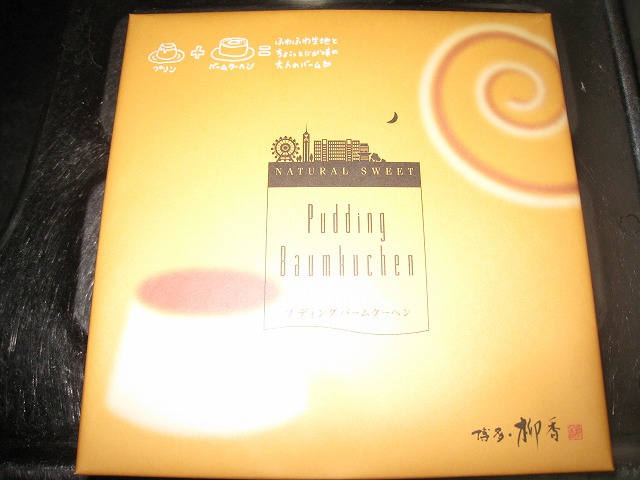 プリン
+
バームクーヘン
=
ふわふわ生地と
ちょこっとにが味の
大人のバーム
NATURAL SWEET
Pudding
Baumkuchen
プディングバームクーヘン
博多・柳香